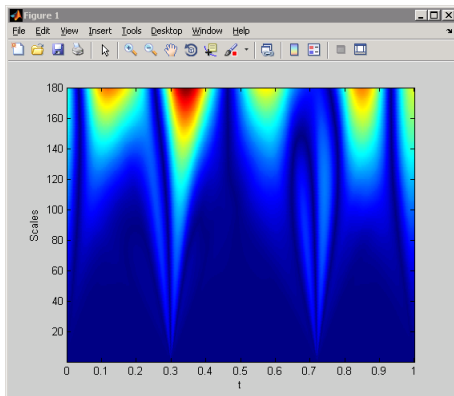 Figure 1
File Edit View Insert Tools Desktop Window Help
180
160
140
120
100
80
60
40
20
Scales
0 0.1 0.2 0.3 0.4 0.5 0.6 0.7 0.8 0.9 1
t